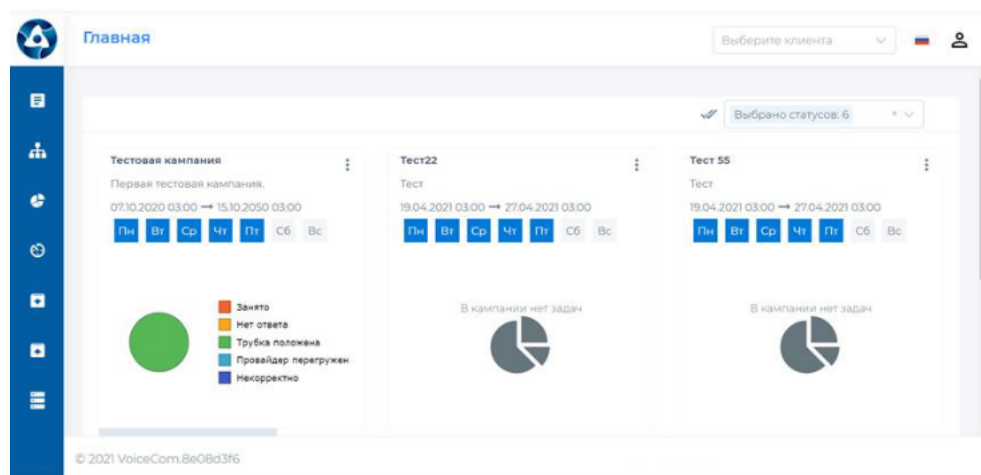 Главная
Выберите клиента
Выбрано статусов: 6
Тестовая кампания
Первая тестовая кампания.
07.10.2020 03:00 → 15.10.2050 03:00
Пн Вт Ср Чт Пт Сб Вс
Занято
Нет ответа
Трубка положена
Провайдер перегружен
Некорректно
Тест22
Тест
19.04.2021 03:00 → 27.04.2021 03:00
Пн Вт Ср Чт Пт Сб Вс
В кампании нет задач
Тест 55
Тест
19.04.2021 03:00 → 27.04.2021 03:00
Пн Вт Ср Чт Пт Сб Вс
В кампании нет задач
© 2021 VoiceCom.8e08d3f6